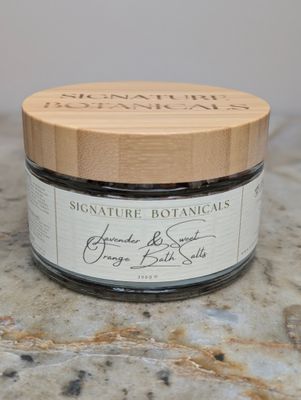 SIGNATURE
BOTANICALS
SIGNATURE BOTANICALS
Lavender & Sweet
Orange Bath Salts